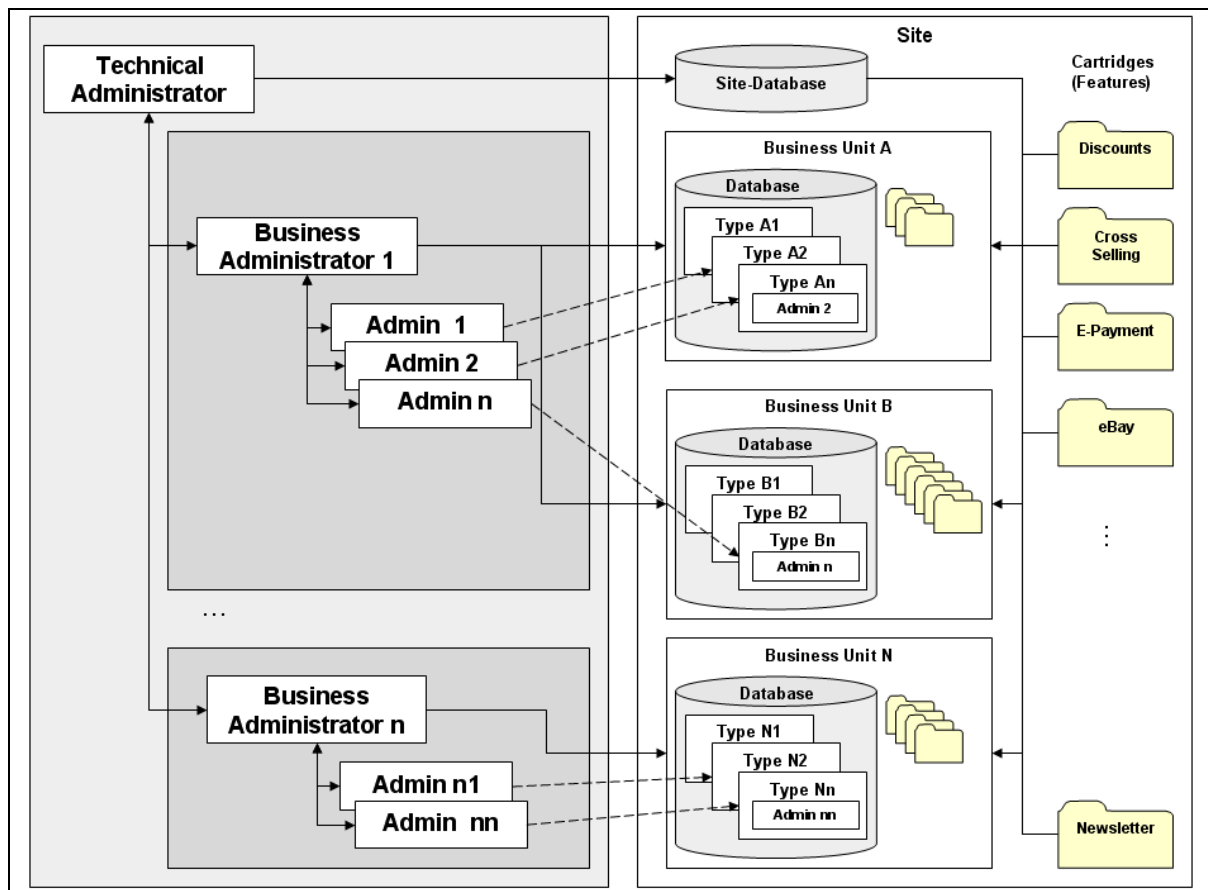 Site
Technical
Administrator
Site-Database
Cartridges
(Features)
Discounts
Business Unit A
Database
Type A1
Type A2
Type An
Admin 2
Business
Administrator 1
Cross
Selling
Admin 1
Admin 2
Admin n
E-Payment
Business Unit B
Database
Type B1
Type B2
Type Bn
Admin n
eBay
⋮
...
Business Unit N
Database
Type N1
Type N2
Type Nn
Admin nn
Business
Administrator n
Admin n1
Admin nn
Newsletter